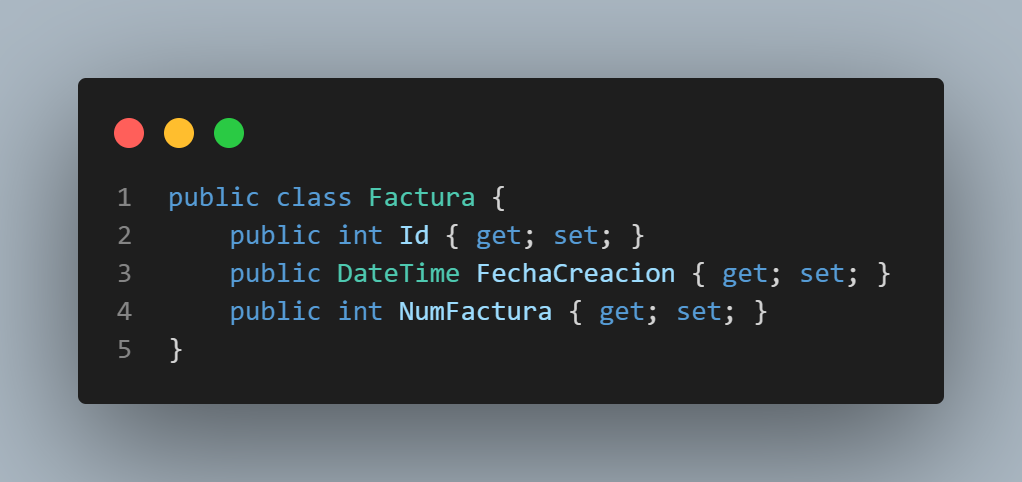 1 public class Factura {
2     public int Id { get; set; }
3     public DateTime FechaCreacion { get; set; }
4     public int NumFactura { get; set; }
5 }